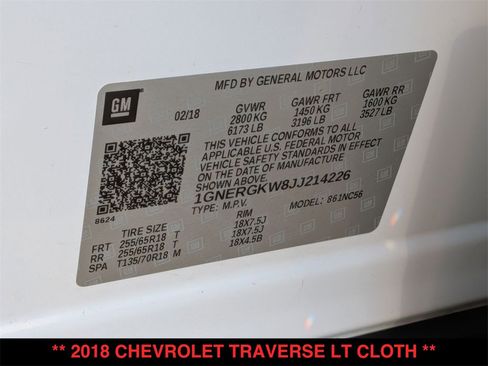 MFD BY GENERAL MOTORS LLC
GM
02/18 GVWR GAWR FRT GAWR RR
2800 KG 1450 KG 1600 KG
6173 LB 3196 LB 3527 LB
THIS VEHICLE CONFORMS TO ALL
APPLICABLE U.S. FEDERAL MOTOR
VEHICLE SAFETY STANDARDS IN EFFECT
ON THE DATE OF MANUFACTURE
1GNERGKW8JJ214226
8624
TYPE: M.P.V. MODEL: 861NC56
TIRE SIZE RIM
FRT 255/65R18 T 18X7.5J
RR 255/65R18 T 18X7.5J
SPA T135/70R18 M 18X4.5B
** 2018 CHEVROLET TRAVERSE LT CLOTH **